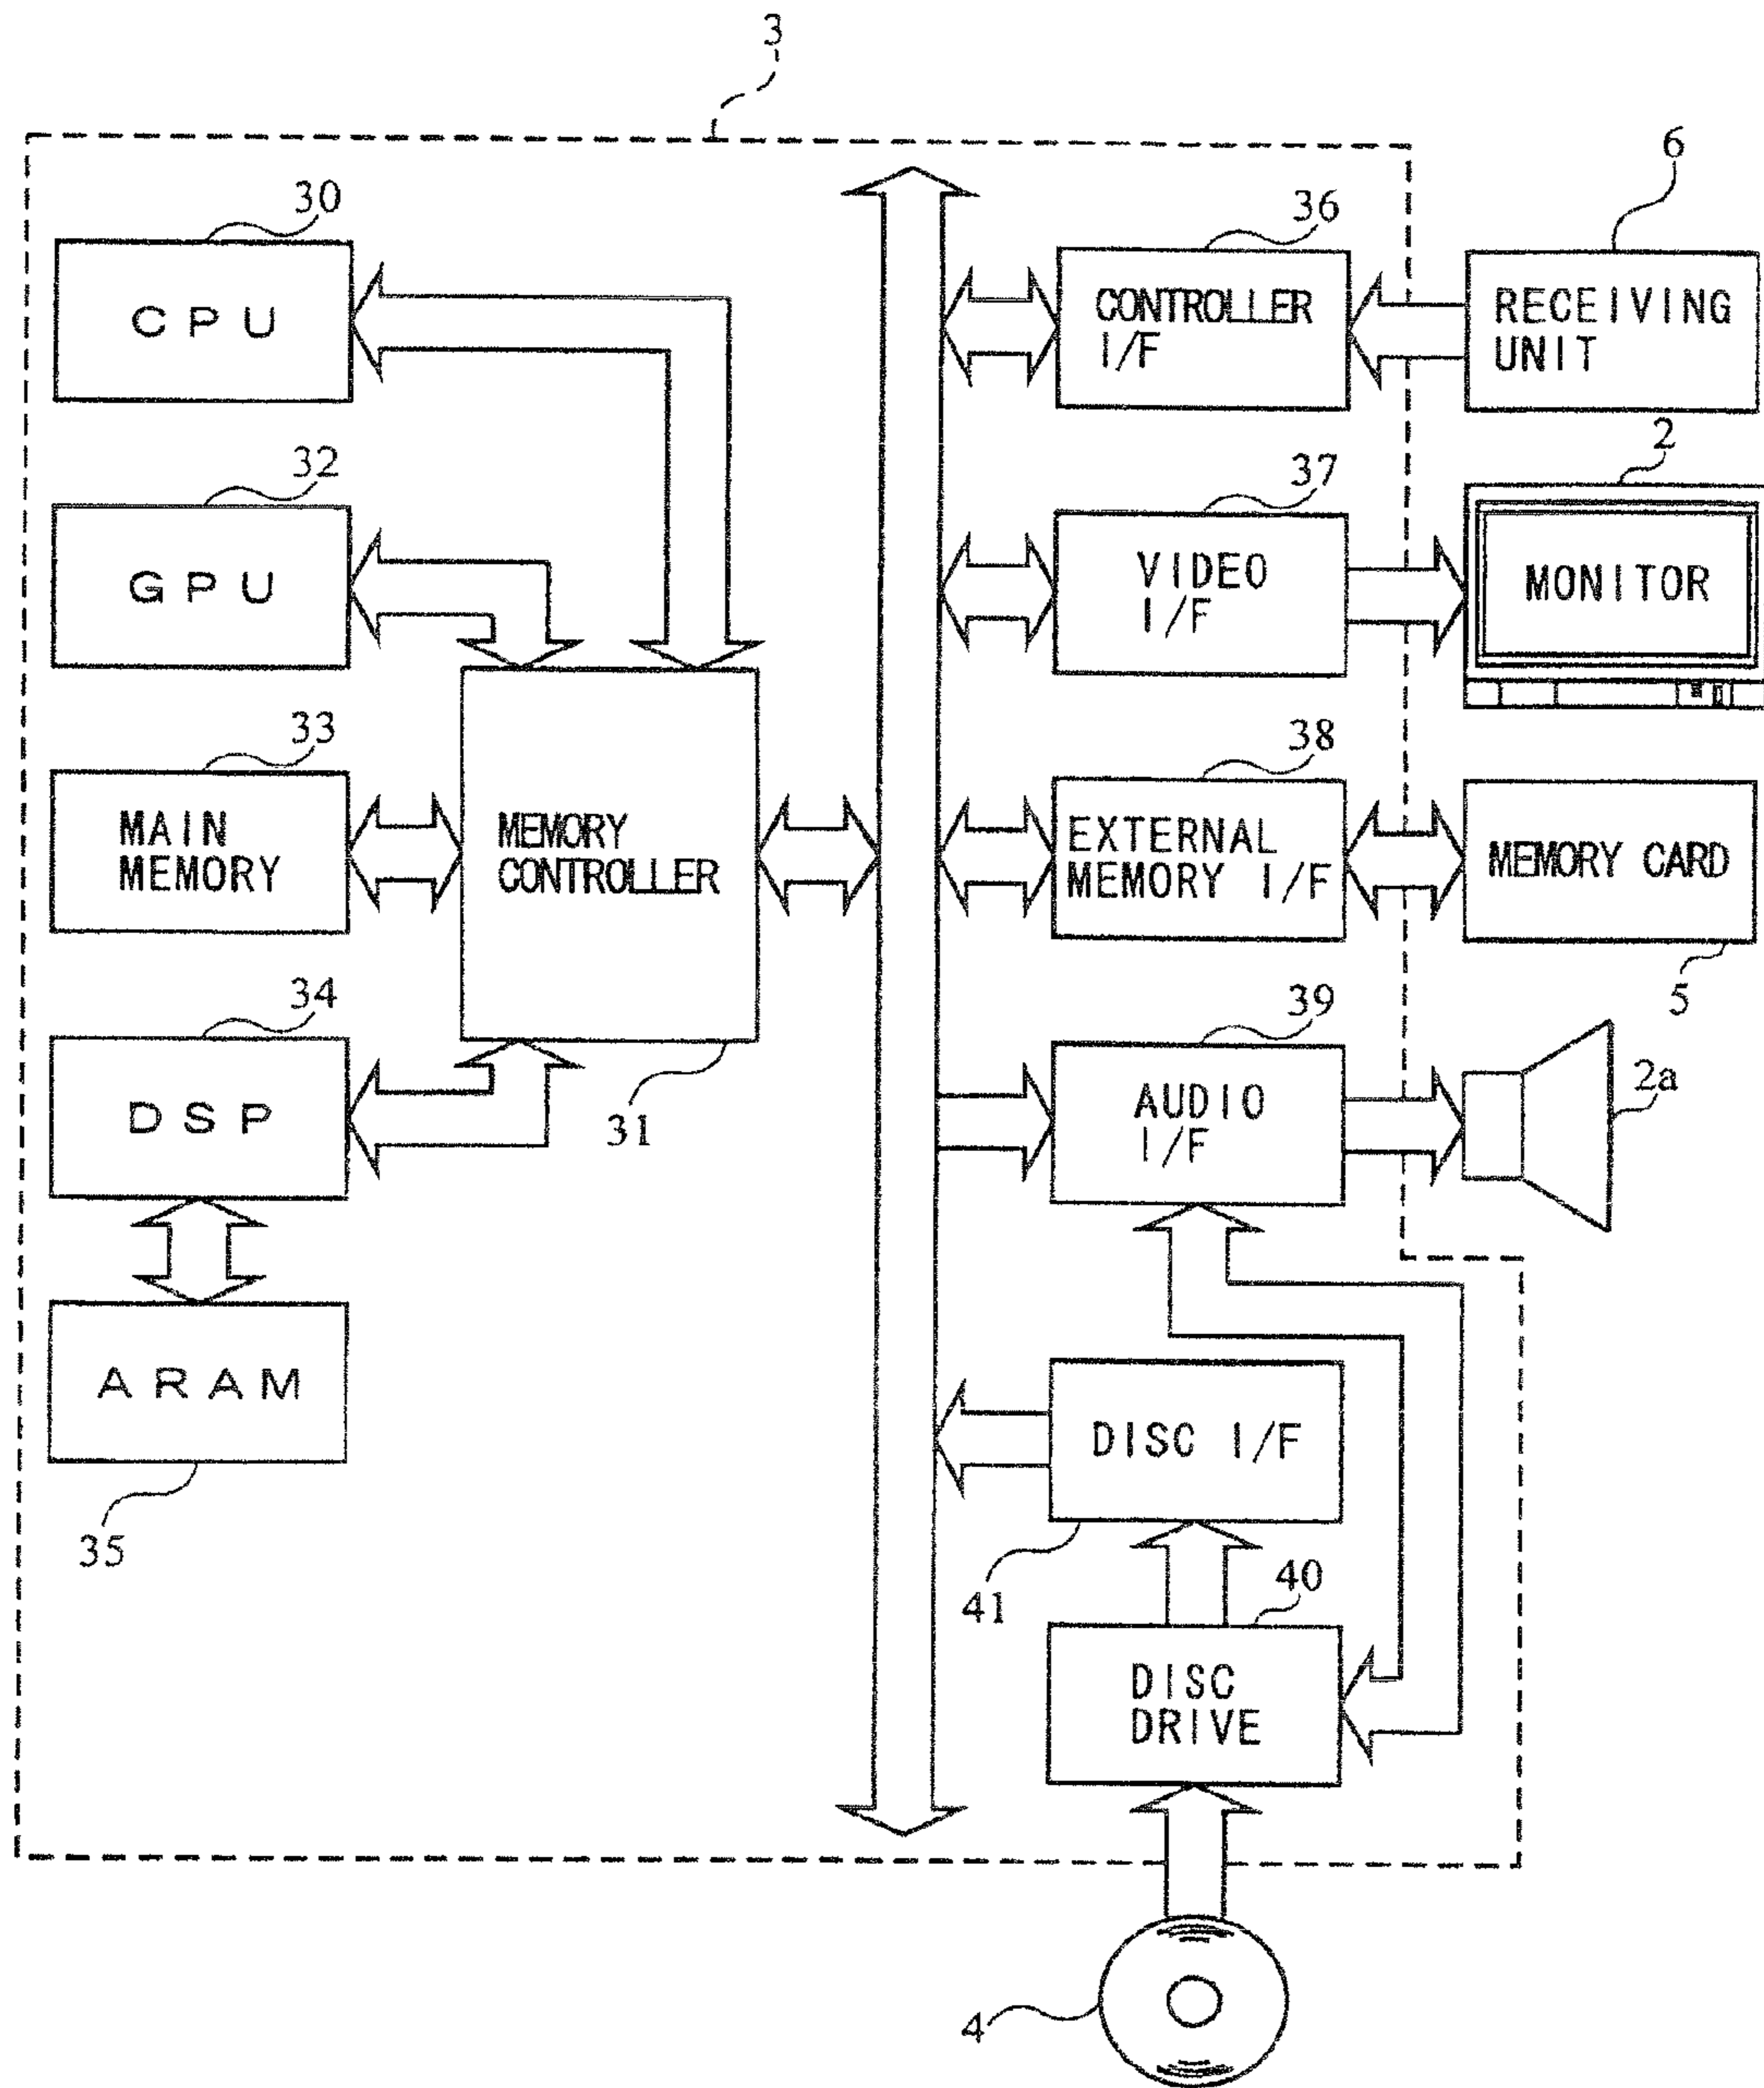 3
30
CPU
32
GPU
33
MAIN
MEMORY
MEMORY
CONTROLLER
31
34
DSP
ARAM
35
36
CONTROLLER
I/F
6
RECEIVING
UNIT
37
VIDEO
I/F
2
MONITOR
38
EXTERNAL
MEMORY I/F
MEMORY CARD
5
39
AUDIO
I/F
2a
DISC I/F
41
40
DISC
DRIVE
4